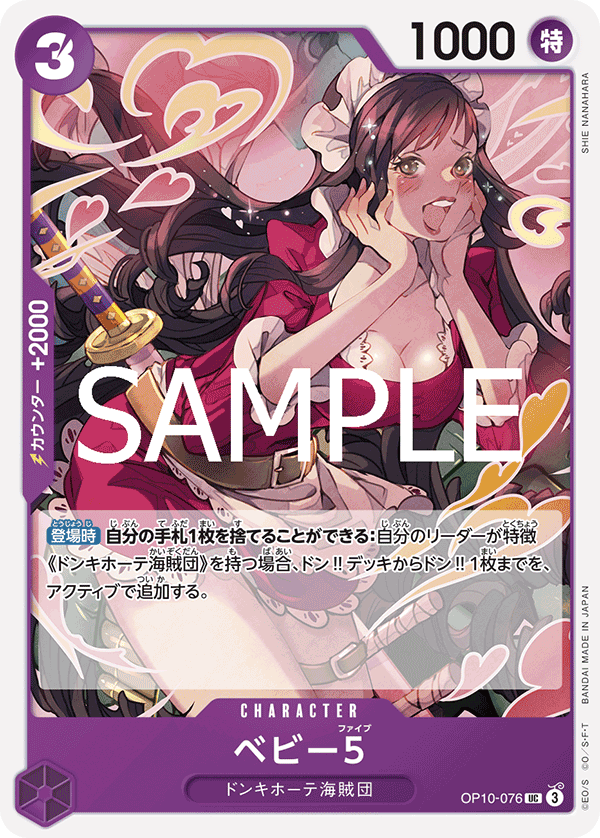 3
1000
特
SHIE NANAHARA
カウンター +2000
SAMPLE
登場時 自分の手札1枚を捨てることができる:自分のリーダーが特徴
《ドンキホーテ海賊団》を持つ場合、ドン!!デッキからドン!!1枚までを、
アクティブで追加する。
CHARACTER
ファイブ
ベビー5
ドンキホーテ海賊団
OP10-076 UC 3
©E.O/S ©O/S・F・T BANDAI MADE IN JAPAN